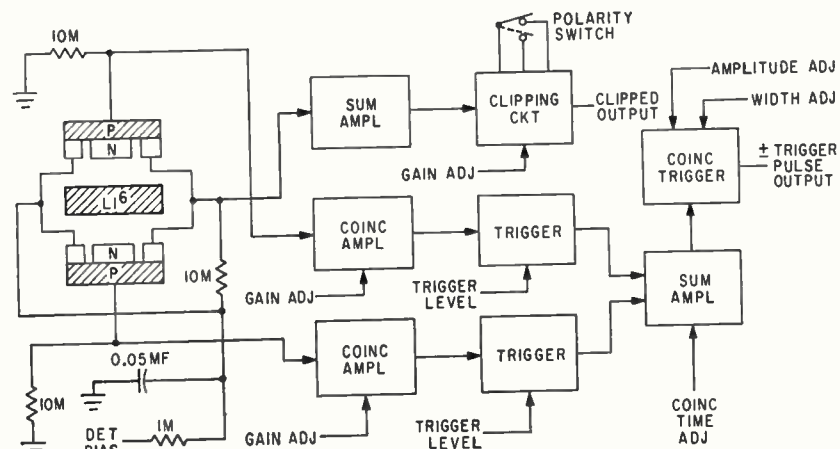 10M
POLARITY
SWITCH
P
N
LI6
N
P
SUM
AMPL
CLIPPING
CKT
CLIPPED
OUTPUT
GAIN ADJ
AMPLITUDE ADJ
WIDTH ADJ
COINC
TRIGGER
± TRIGGER
PULSE
OUTPUT
10M
COINC
AMPL
TRIGGER
GAIN ADJ
TRIGGER
LEVEL
SUM
AMPL
0.05MF
COINC
AMPL
TRIGGER
10M
1M
DET
BIAS
GAIN ADJ
TRIGGER
LEVEL
COINC
TIME
ADJ